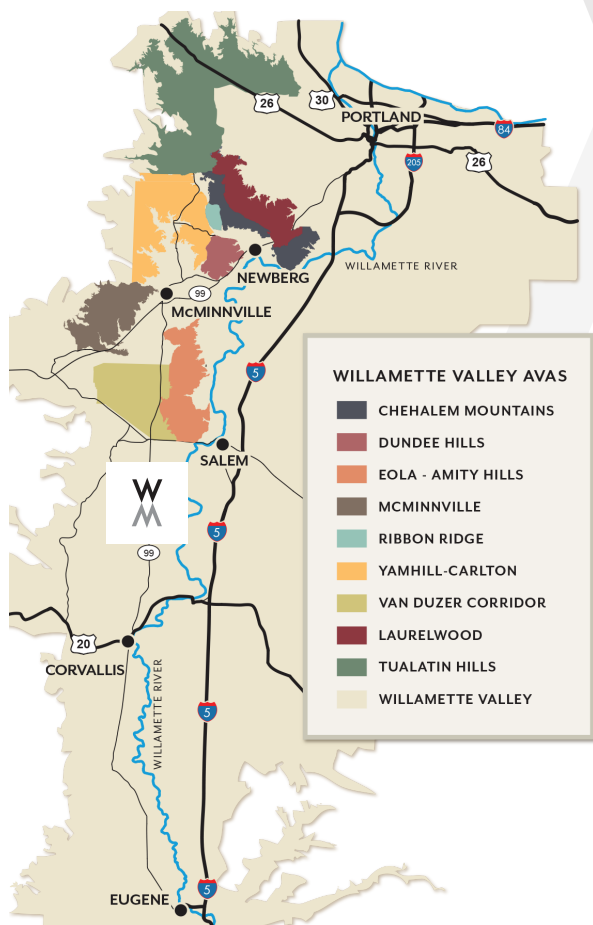 26
30
PORTLAND
84
205
26
WILLAMETTE RIVER
NEWBERG
99
McMINNVILLE
5
SALEM
W
5
99
20
CORVALLIS
WILLAMETTE RIVER
5
EUGENE
5
WILLAMETTE VALLEY AVAS
CHEHALEM MOUNTAINS
DUNDEE HILLS
EOLA - AMITY HILLS
MCMINNVILLE
RIBBON RIDGE
YAMHILL-CARLTON
VAN DUZER CORRIDOR
LAURELWOOD
TUALATIN HILLS
WILLAMETTE VALLEY